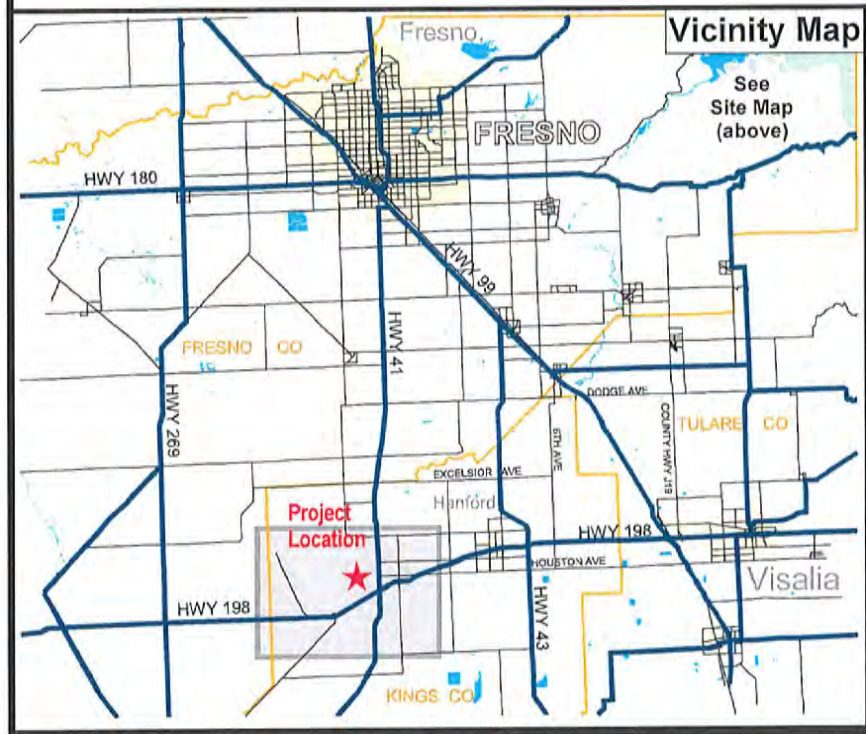 Vicinity Map
Fresno,
See
Site Map
(above)
FRESNO
HWY 180
HWY 99
FRESNO CO
HWY 41
HWY 269
DODGE AVE
6TH AVE
COUNTY HWY J19
TULARE CO
EXCELSIOR AVE
Hanford
Project
Location
HWY 198
HOUSTON AVE
Visalia
HWY 198
HWY 43
KINGS CO